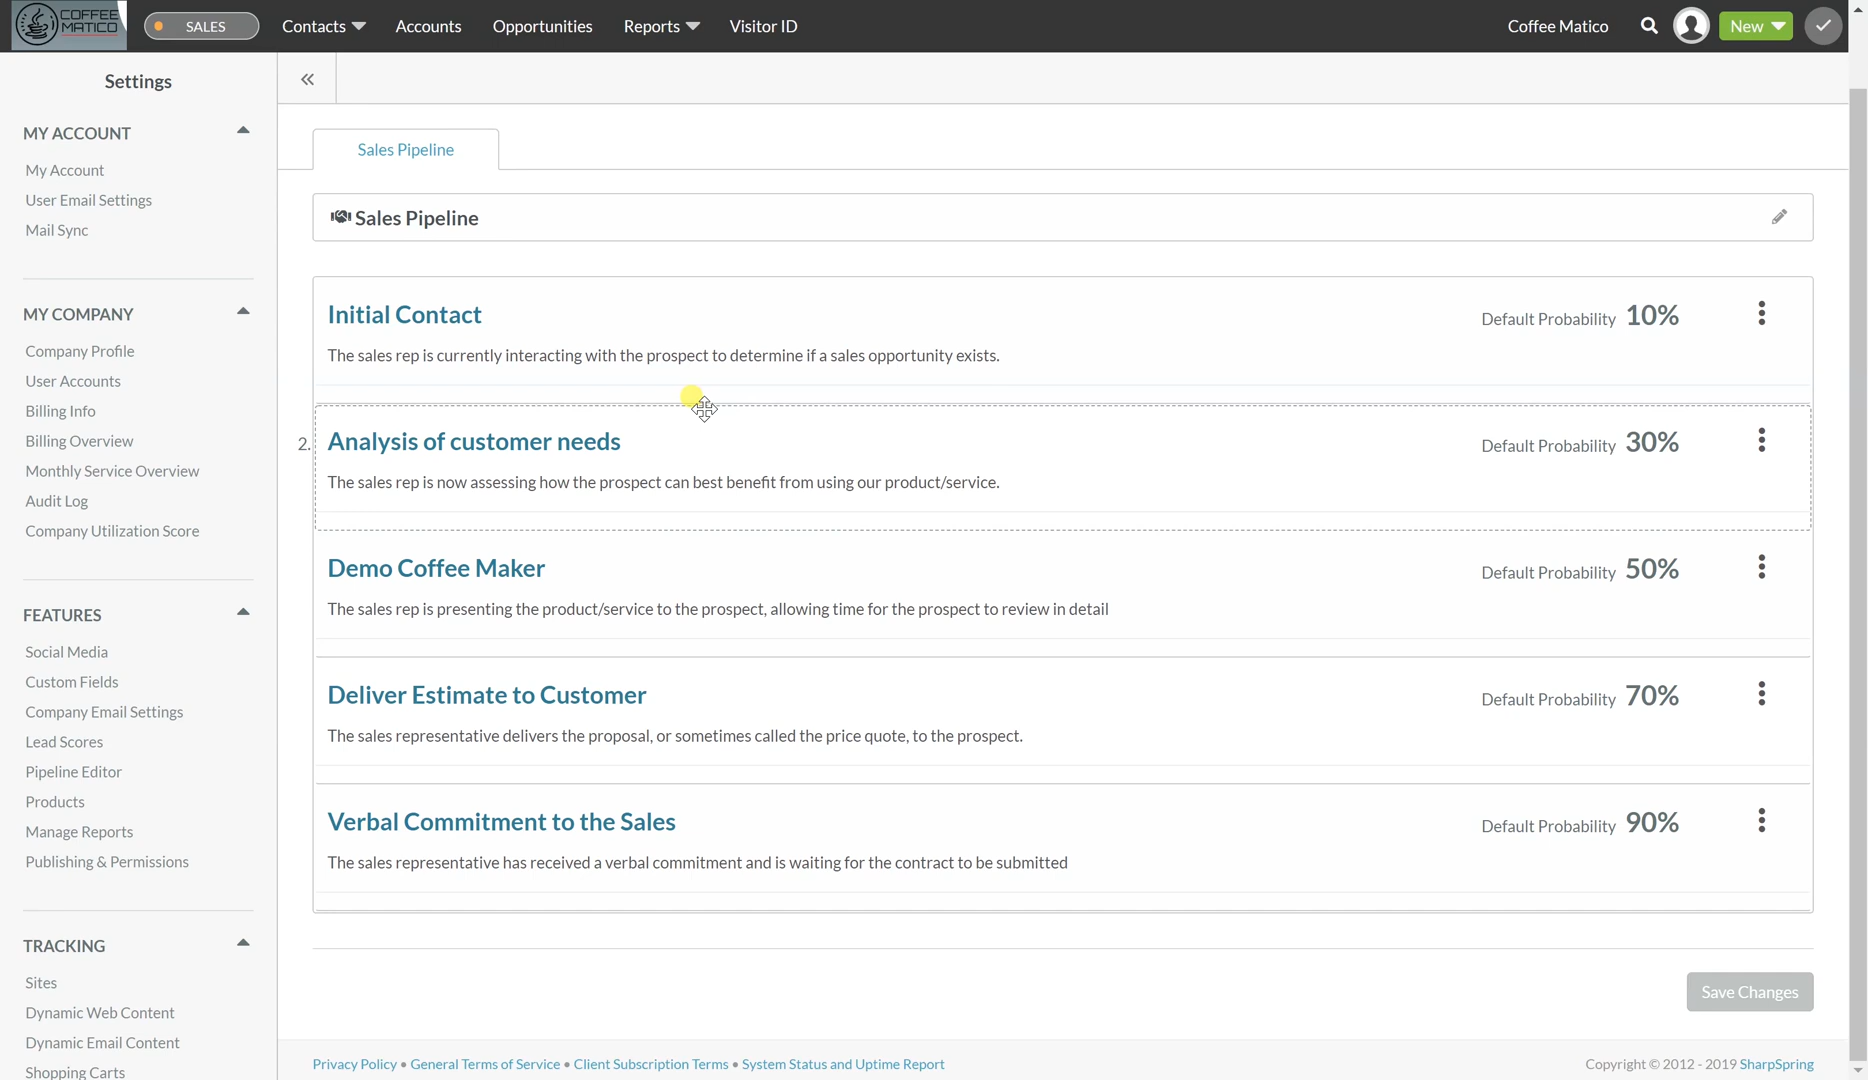 COFFEE
MATICO
SALES
Contacts
Accounts
Opportunities
Reports
Visitor ID
Coffee Matico
New
Settings
MY ACCOUNT
My Account
User Email Settings
Mail Sync
MY COMPANY
Company Profile
User Accounts
Billing Info
Billing Overview
Monthly Service Overview
Audit Log
Company Utilization Score
FEATURES
Social Media
Custom Fields
Company Email Settings
Lead Scores
Pipeline Editor
Products
Manage Reports
Publishing & Permissions
TRACKING
Sites
Dynamic Web Content
Dynamic Email Content
Shopping Carts
Sales Pipeline
Sales Pipeline
Initial Contact
Default Probability 10%
The sales rep is currently interacting with the prospect to determine if a sales opportunity exists.
2.
Analysis of customer needs
Default Probability 30%
The sales rep is now assessing how the prospect can best benefit from using our product/service.
Demo Coffee Maker
Default Probability 50%
The sales rep is presenting the product/service to the prospect, allowing time for the prospect to review in detail
Deliver Estimate to Customer
Default Probability 70%
The sales representative delivers the proposal, or sometimes called the price quote, to the prospect.
Verbal Commitment to the Sales
Default Probability 90%
The sales representative has received a verbal commitment and is waiting for the contract to be submitted
Save Changes
Privacy Policy • General Terms of Service • Client Subscription Terms • System Status and Uptime Report
Copyright © 2012 - 2019 SharpSpring